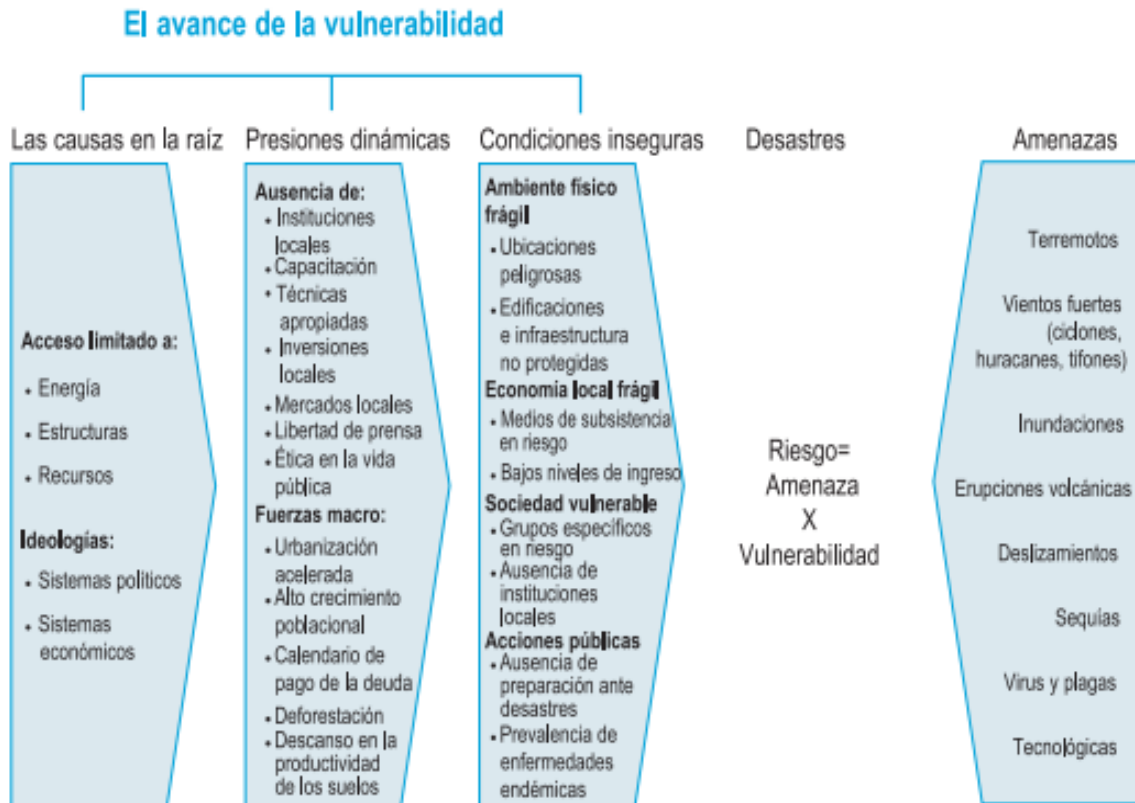 El avance de la vulnerabilidad
Las causas en la raíz
Acceso limitado a:
• Energía
• Estructuras
• Recursos
Ideologías:
• Sistemas políticos
• Sistemas
económicos
Presiones dinámicas
Ausencia de:
• Instituciones
locales
• Capacitación
• Técnicas
apropiadas
• Inversiones
locales
• Mercados locales
• Libertad de prensa
• Ética en la vida
pública
Fuerzas macro:
• Urbanización
acelerada
• Alto crecimiento
poblacional
• Calendario de
pago de la deuda
• Deforestación
• Descanso en la
productividad
de los suelos
Condiciones inseguras
Ambiente físico
frágil
• Ubicaciones
peligrosas
• Edificaciones
e infraestructura
no protegidas
Economía local frágil
• Medios de subsistencia
en riesgo
• Bajos niveles de ingreso
Sociedad vulnerable
• Grupos específicos
en riesgo
• Ausencia de
instituciones
locales
Acciones públicas
• Ausencia de
preparación ante
desastres
• Prevalencia de
enfermedades
endémicas
Desastres
Riesgo=
Amenaza
X
Vulnerabilidad
Amenazas
Terremotos
Vientos fuertes
(ciclones,
huracanes, tifones)
Inundaciones
Erupciones volcánicas
Deslizamientos
Sequías
Virus y plagas
Tecnológicas